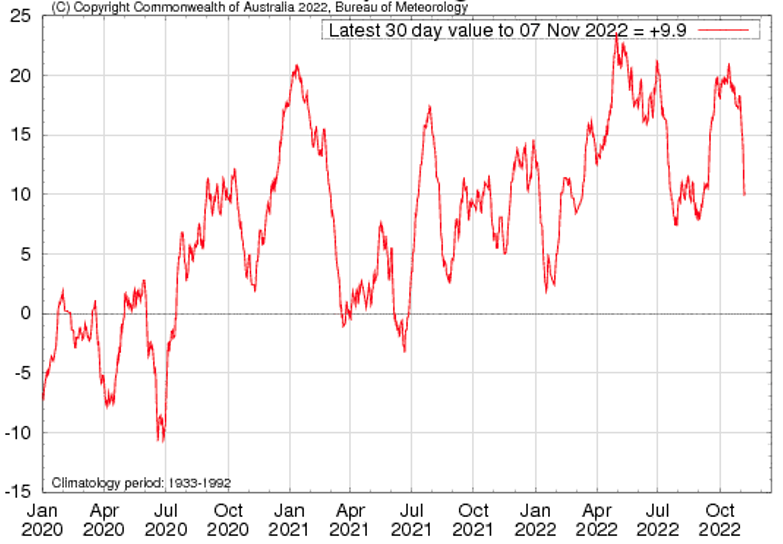 (C) Copyright Commonwealth of Australia 2022, Bureau of Meteorology
25
Latest 30 day value to 07 Nov 2022 = +9.9
20
15
10
5
0
-5
-10
Climatology period: 1933-1992
-15
Jan Apr Jul Oct Jan Apr Jul Oct Jan Apr Jul Oct
2020 2020 2020 2020 2021 2021 2021 2021 2022 2022 2022 2022